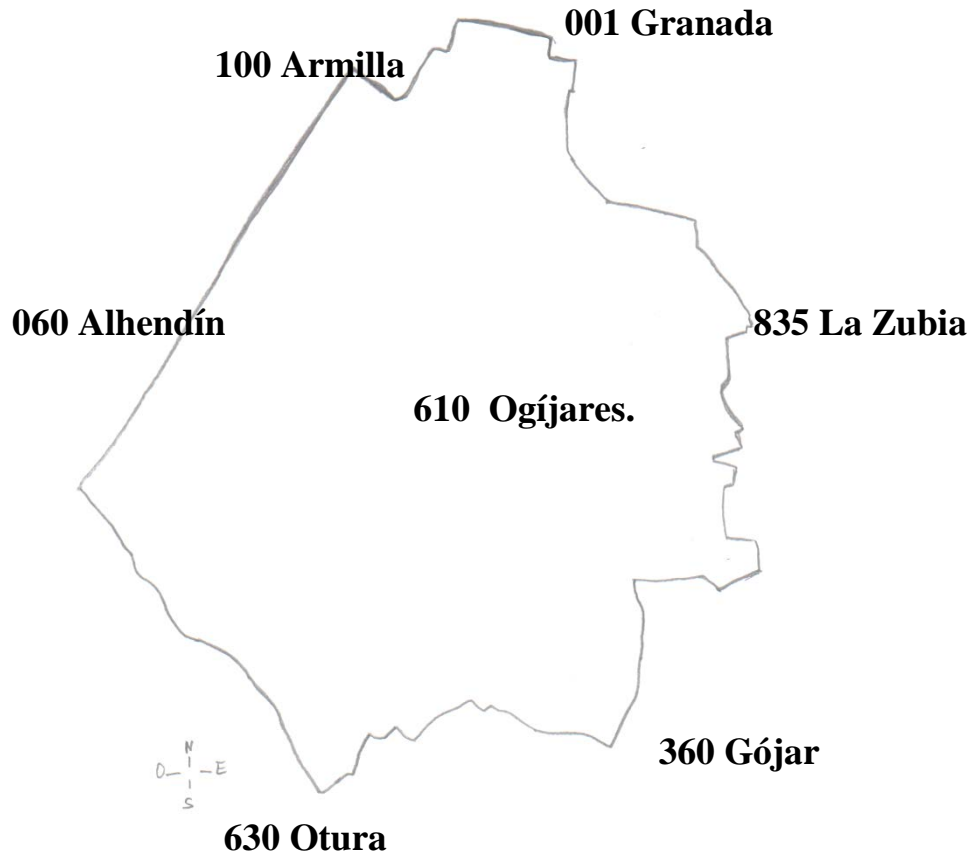 001 Granada
100 Armilla
060 Alhendín
835 La Zubia
610 Ogíjares.
N
O
E
S
360 Gójar
630 Otura